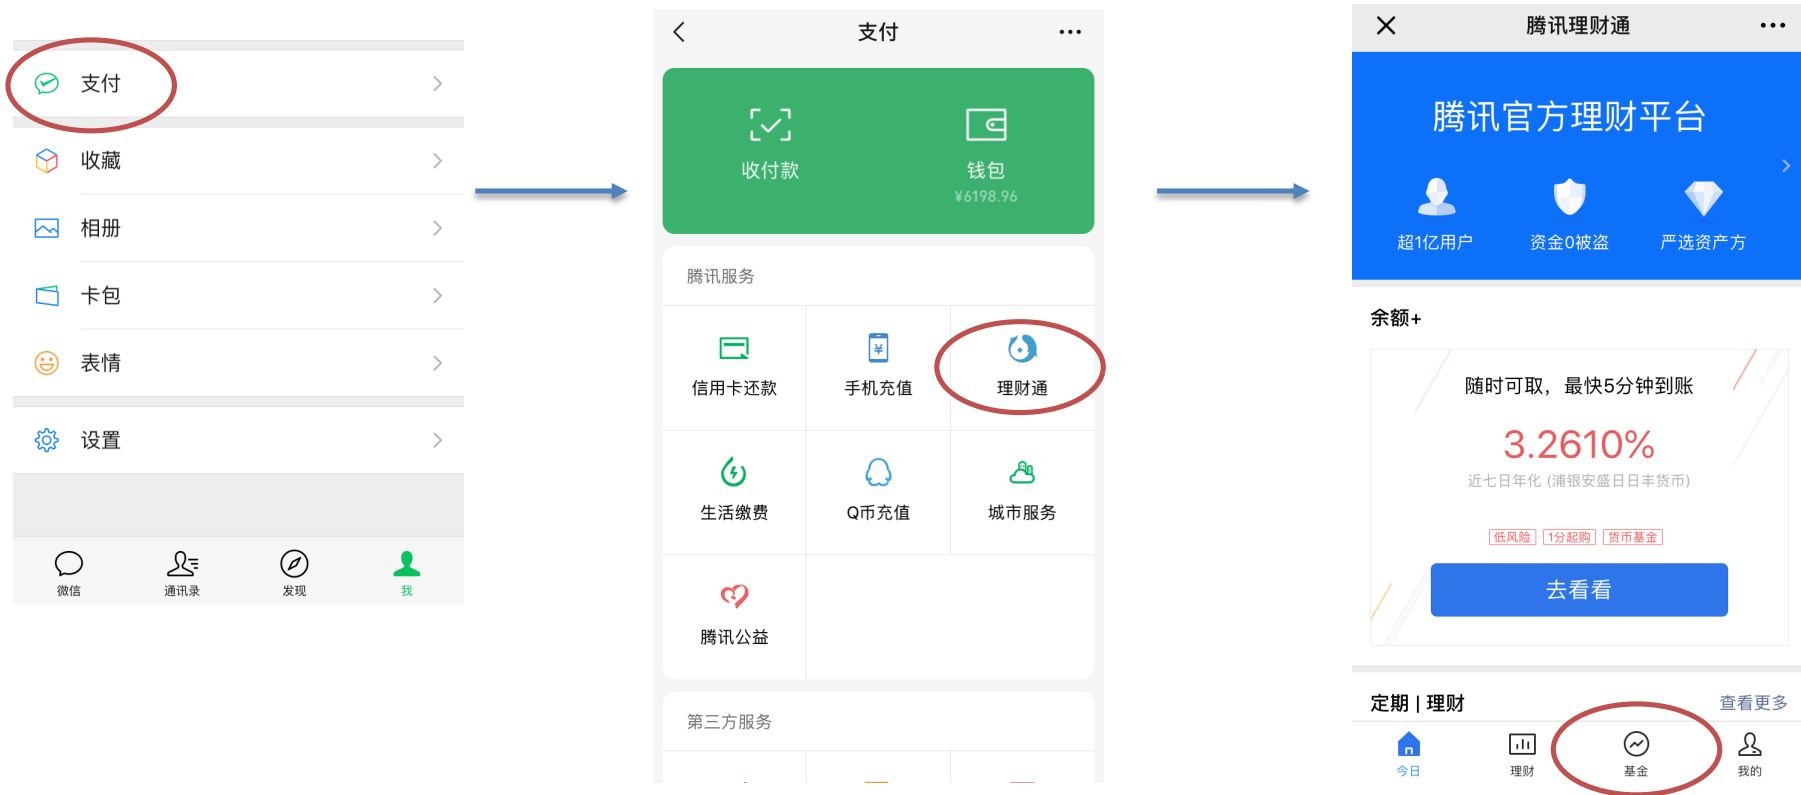 支付
收藏
相册
卡包
表情
设置
微信 通讯录 发现 我
支付
收付款 钱包
¥6198.96
腾讯服务
信用卡还款 手机充值 理财通
生活缴费 Q币充值 城市服务
腾讯公益
第三方服务
腾讯理财通
腾讯官方理财平台
超1亿用户 资金0被盗 严选资产方
余额+
随时可取，最快5分钟到账
3.2610%
近七日年化 (浦银安盛日日丰货币)
低风险 1分起购 货币基金
去看看
定期 | 理财 查看更多
今日 理财 基金 我的